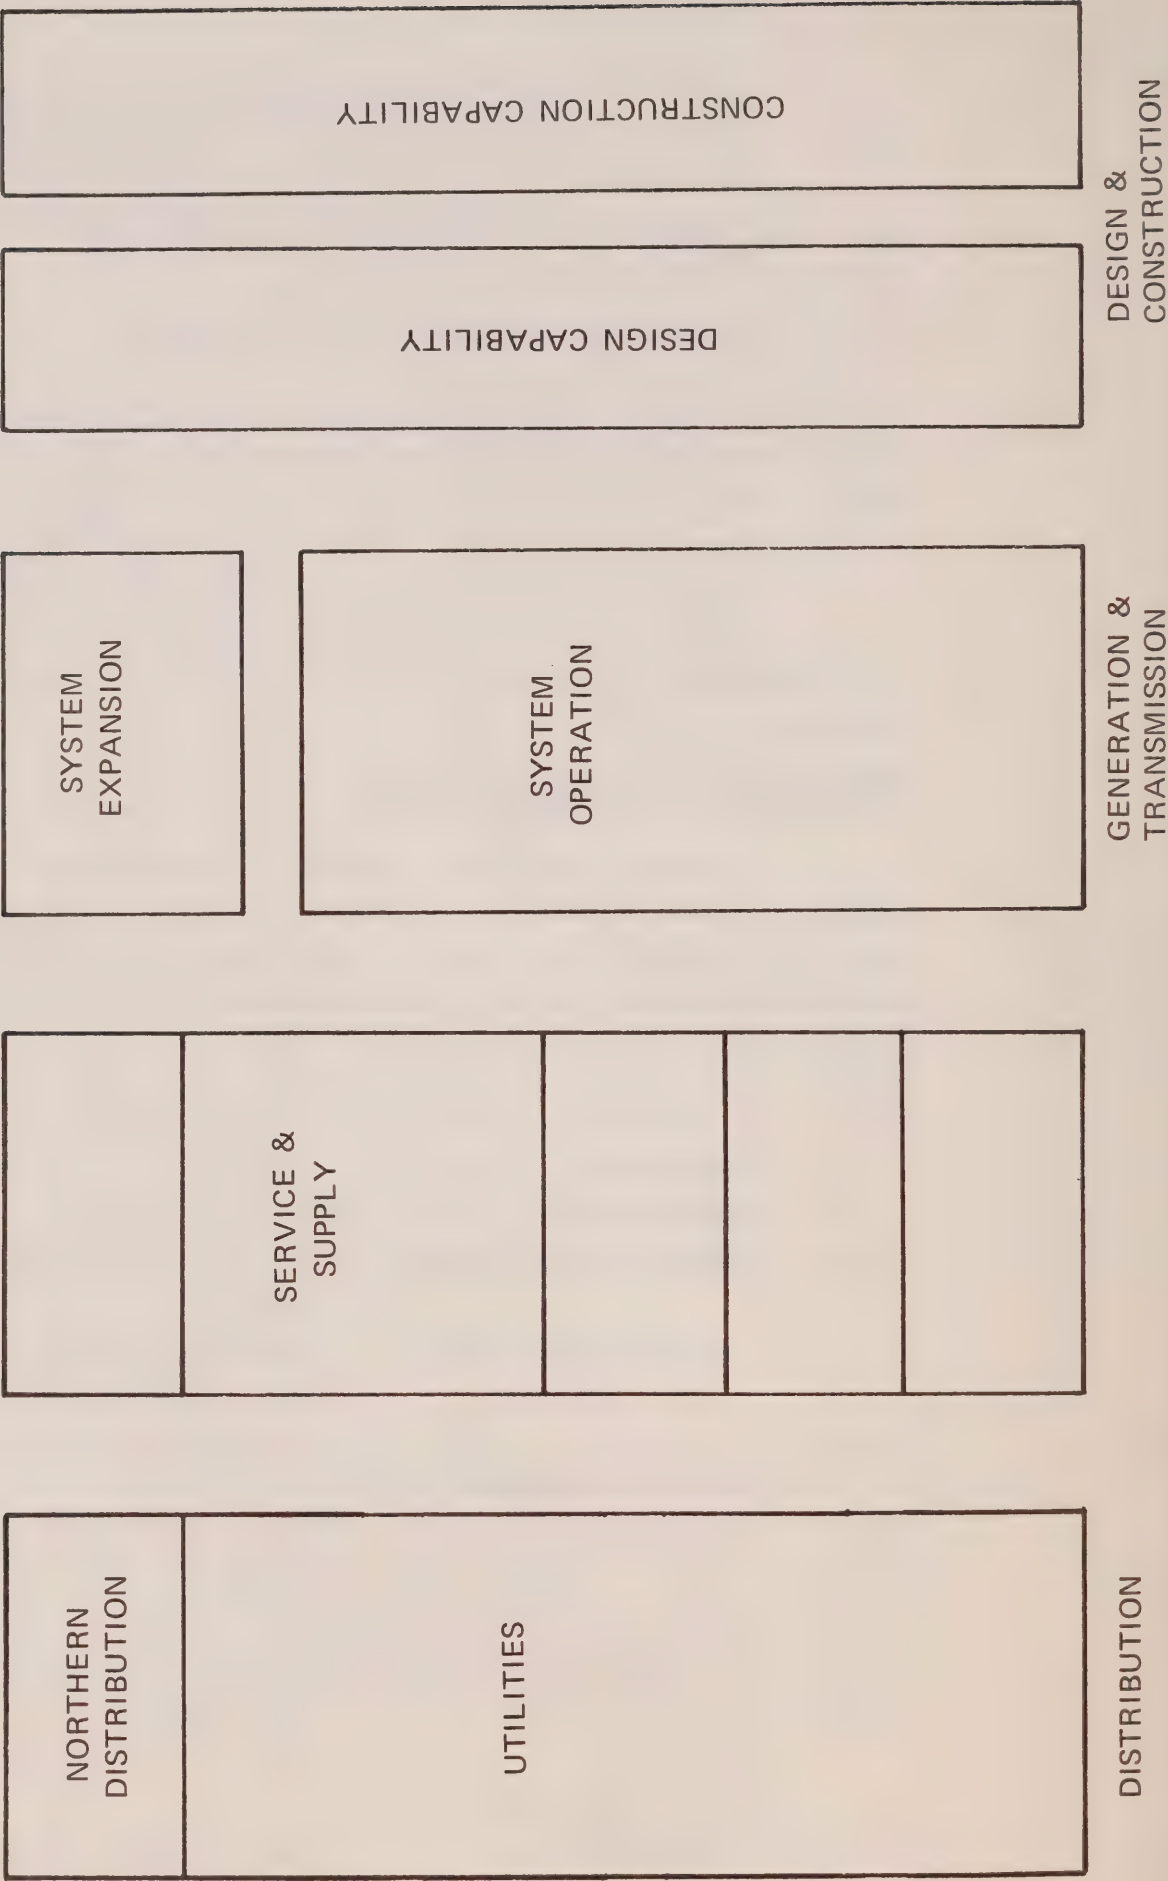 NORTHERN
DISTRIBUTION
UTILITIES
SERVICE &
SUPPLY
SYSTEM
EXPANSION
SYSTEM
OPERATION
DESIGN CAPABILITY
CONSTRUCTION CAPABILITY
DISTRIBUTION
GENERATION &
TRANSMISSION
DESIGN &
CONSTRUCTION